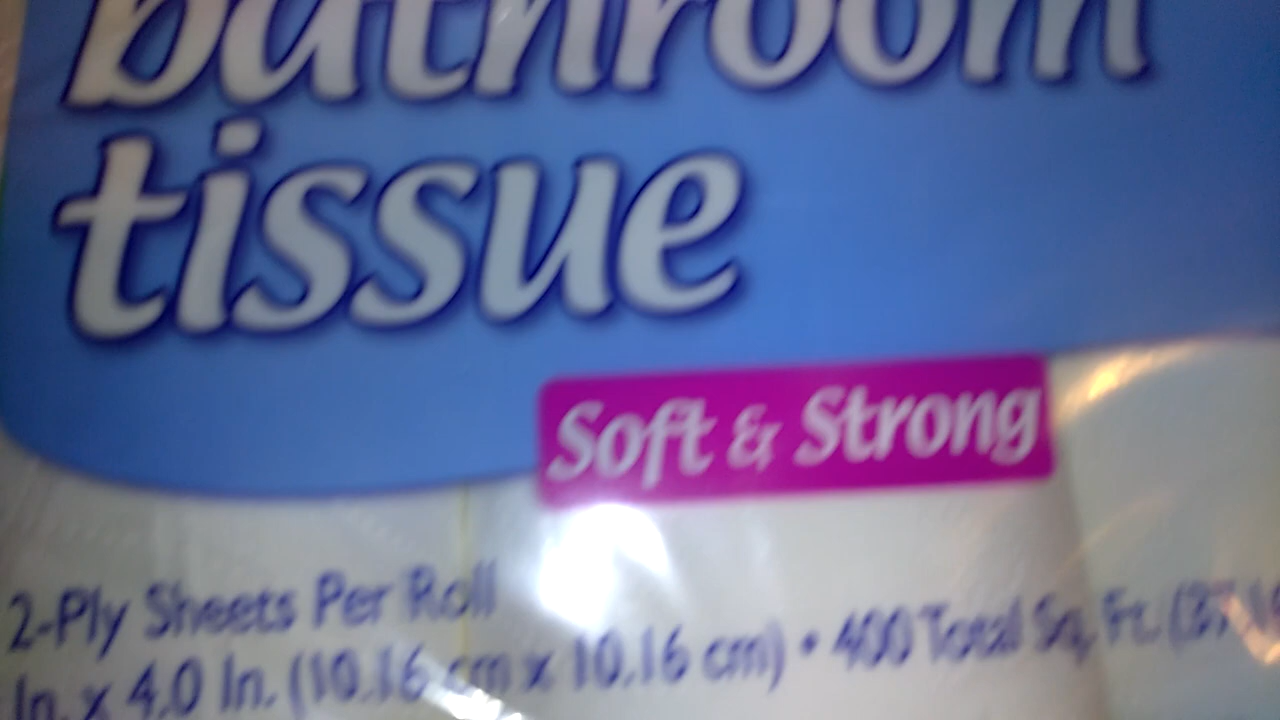 bathroom
tissue
Soft & Strong
2-Ply Sheets Per Roll
In. x 4.0 In. (10.16 cm x 10.16 cm) • 400 Total Sq. Ft.